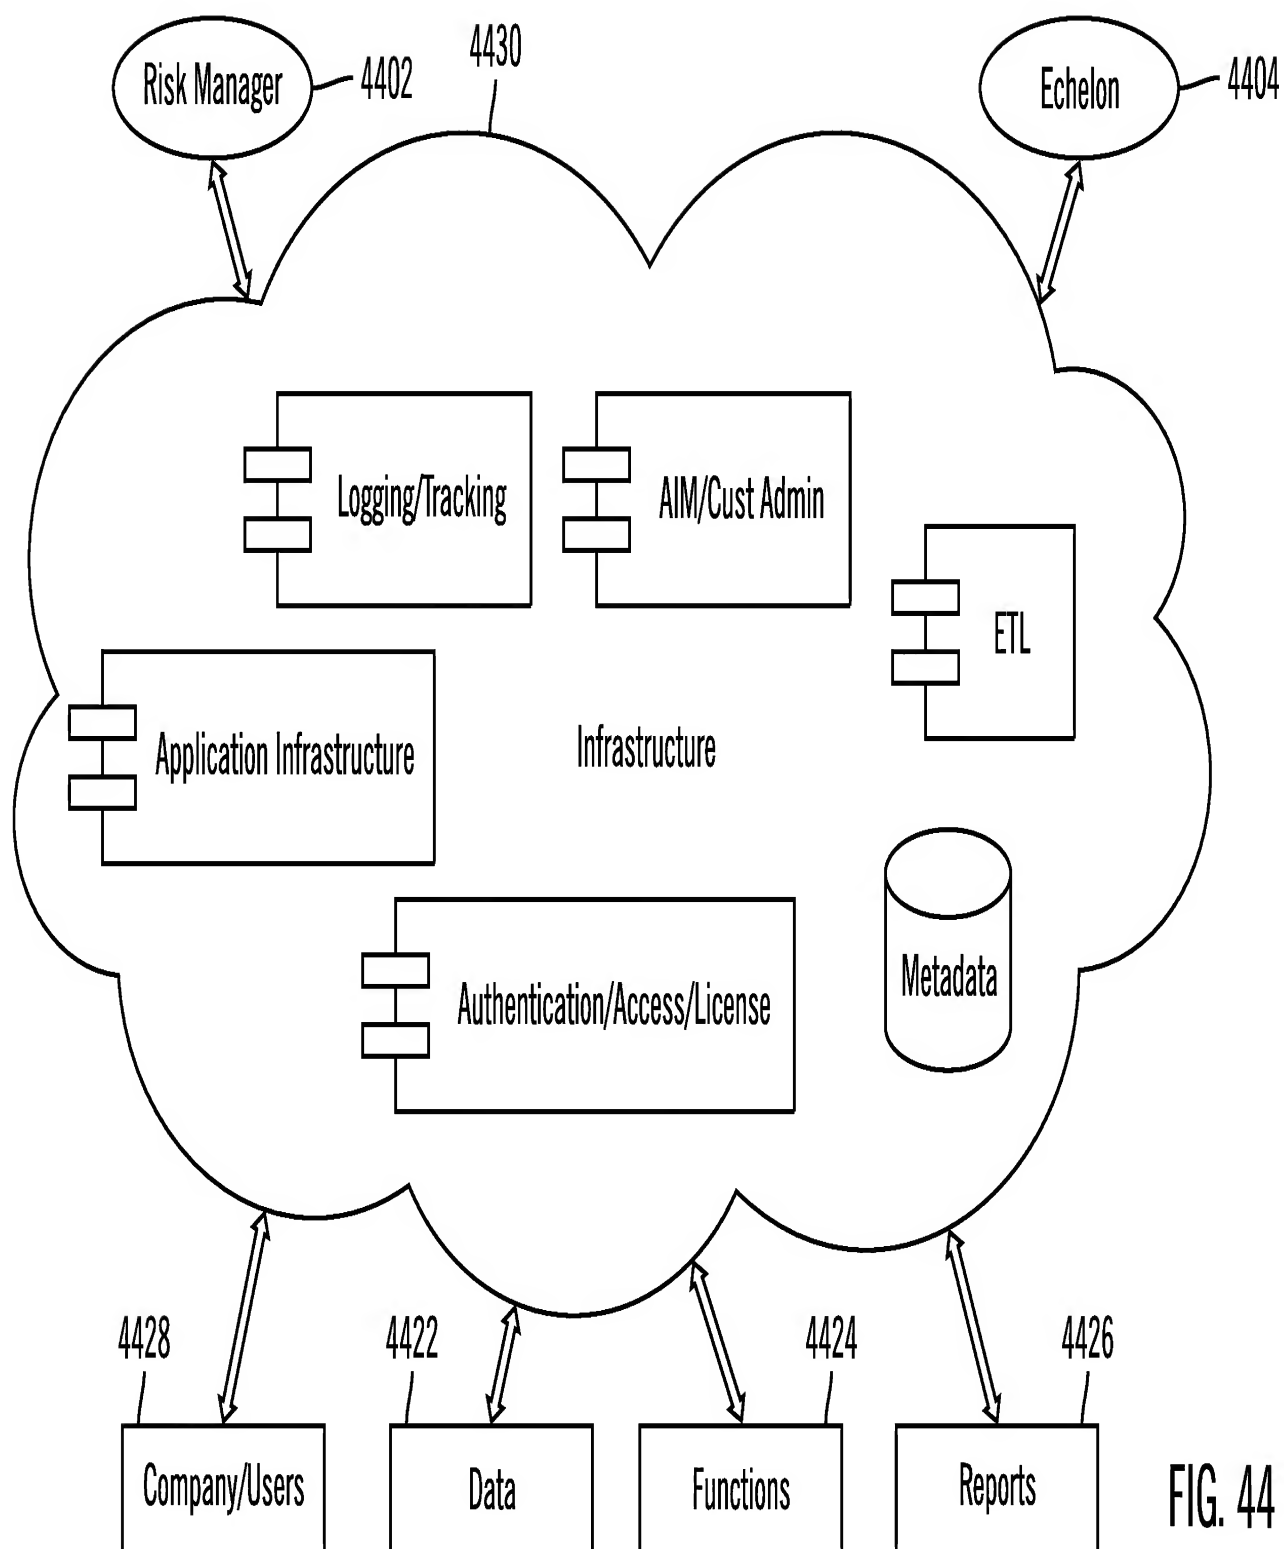 4430
Risk Manager
4402
Echelon
4404
Logging/Tracking
AIM/Cust Admin
ETL
Application Infrastructure
Infrastructure
Metadata
Authentication/Access/License
4428
4422
4424
4426
Company/Users
Data
Functions
Reports
FIG. 44